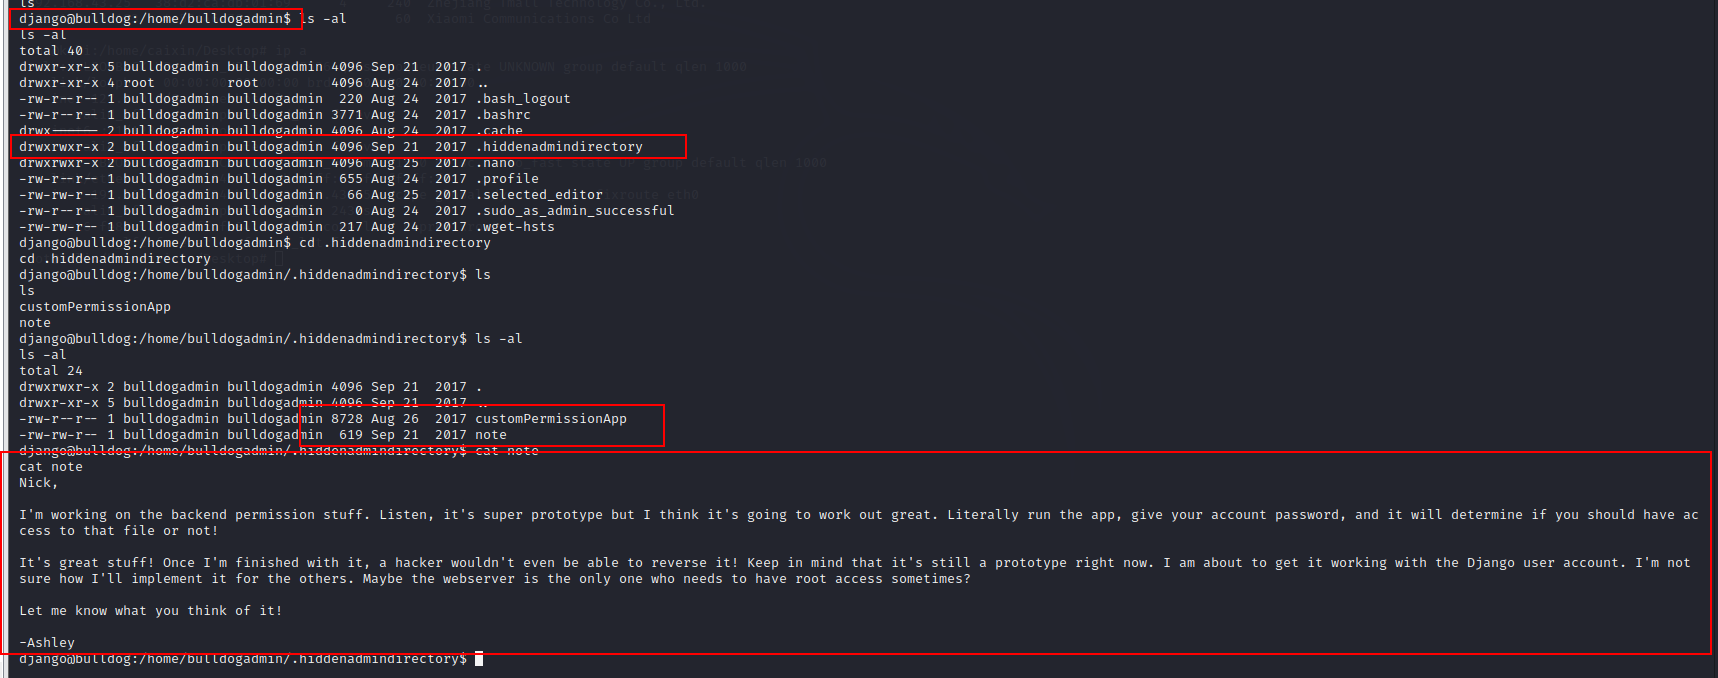 ls
django@bulldog:/home/bulldogadmin$ ls -al
ls -al
total 40
drwxr-xr-x 5 bulldogadmin bulldogadmin 4096 Sep 21  2017 .
drwxr-xr-x 4 root         root         4096 Aug 24  2017 ..
-rw-r--r-- 1 bulldogadmin bulldogadmin  220 Aug 24  2017 .bash_logout
-rw-r--r-- 1 bulldogadmin bulldogadmin 3771 Aug 24  2017 .bashrc
drwx------ 2 bulldogadmin bulldogadmin 4096 Aug 24  2017 .cache
drwxrwxr-x 2 bulldogadmin bulldogadmin 4096 Sep 21  2017 .hiddenadmindirectory
drwxrwxr-x 2 bulldogadmin bulldogadmin 4096 Aug 25  2017 .nano
-rw-r--r-- 1 bulldogadmin bulldogadmin  655 Aug 24  2017 .profile
-rw-rw-r-- 1 bulldogadmin bulldogadmin   66 Aug 25  2017 .selected_editor
-rw-r--r-- 1 bulldogadmin bulldogadmin    0 Aug 24  2017 .sudo_as_admin_successful
-rw-rw-r-- 1 bulldogadmin bulldogadmin  217 Aug 24  2017 .wget-hsts
django@bulldog:/home/bulldogadmin$ cd .hiddenadmindirectory
cd .hiddenadmindirectory
django@bulldog:/home/bulldogadmin/.hiddenadmindirectory$ ls
ls
customPermissionApp
note
django@bulldog:/home/bulldogadmin/.hiddenadmindirectory$ ls -al
ls -al
total 24
drwxrwxr-x 2 bulldogadmin bulldogadmin 4096 Sep 21  2017 .
drwxr-xr-x 5 bulldogadmin bulldogadmin 4096 Sep 21  2017 ..
-rw-r--r-- 1 bulldogadmin bulldogadmin 8728 Aug 26  2017 customPermissionApp
-rw-rw-r-- 1 bulldogadmin bulldogadmin  619 Sep 21  2017 note
django@bulldog:/home/bulldogadmin/.hiddenadmindirectory$ cat note
cat note
Nick,

I'm working on the backend permission stuff. Listen, it's super prototype but I think it's going to work out great. Literally run the app, give your account password, and it will determine if you should have ac
cess to that file or not!

It's great stuff! Once I'm finished with it, a hacker wouldn't even be able to reverse it! Keep in mind that it's still a prototype right now. I am about to get it working with the Django user account. I'm not
sure how I'll implement it for the others. Maybe the webserver is the only one who needs to have root access sometimes?

Let me know what you think of it!

-Ashley
django@bulldog:/home/bulldogadmin/.hiddenadmindirectory$